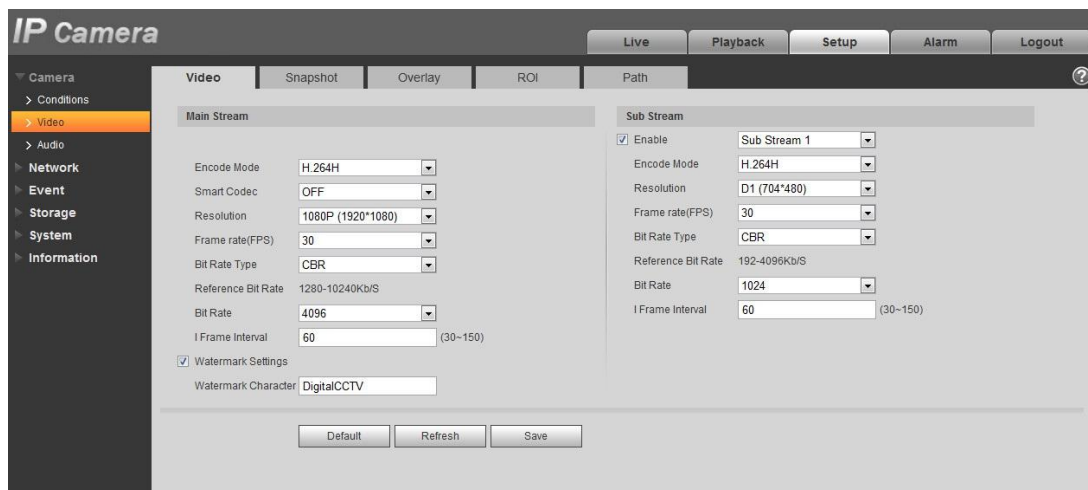 IP Camera
Live Playback Setup Alarm Logout
Camera
Conditions
Video
Audio
Network
Event
Storage
System
Information
Video Snapshot Overlay ROI Path
Main Stream
Encode Mode H.264H
Smart Codec OFF
Resolution 1080P (1920*1080)
Frame rate(FPS) 30
Bit Rate Type CBR
Reference Bit Rate 1280-10240Kb/S
Bit Rate 4096
I Frame Interval 60 (30~150)
Watermark Settings
Watermark Character DigitalCCTV
Sub Stream
Enable Sub Stream 1
Encode Mode H.264H
Resolution D1 (704*480)
Frame rate(FPS) 30
Bit Rate Type CBR
Reference Bit Rate 192-4096Kb/S
Bit Rate 1024
I Frame Interval 60 (30~150)
Default Refresh Save